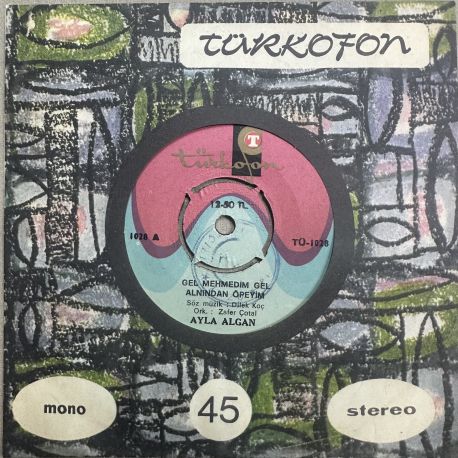 TÜRKOFON
T
türkofon
12-50 TL.
1028 A
TÜ-1028
GEL MEHMEDİM GEL
ALNINDAN ÖPEYİM
Söz müzik : Dilek Koç
Ork. : Zafer Çotal
AYLA ALGAN
mono
45
stereo